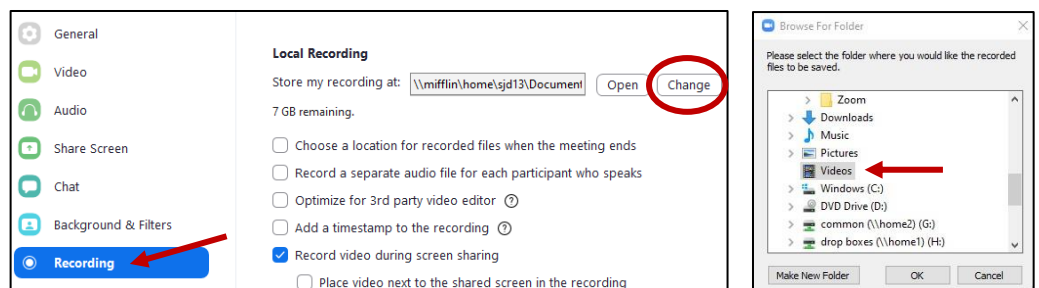 General
Video
Audio
Share Screen
Chat
Background & Filters
Recording
Local Recording
Store my recording at: \\mifflin\home\sjd13\Document Open Change
7 GB remaining.
Choose a location for recorded files when the meeting ends
Record a separate audio file for each participant who speaks
Optimize for 3rd party video editor ?
Add a timestamp to the recording ?
Record video during screen sharing
Place video next to the shared screen in the recording
Browse For Folder
Please select the folder where you would like the recorded
files to be saved.
Zoom
Downloads
Music
Pictures
Videos
Windows (C:)
DVD Drive (D:)
common (\\home2) (G:)
drop boxes (\\home1) (H:)
Make New Folder OK Cancel